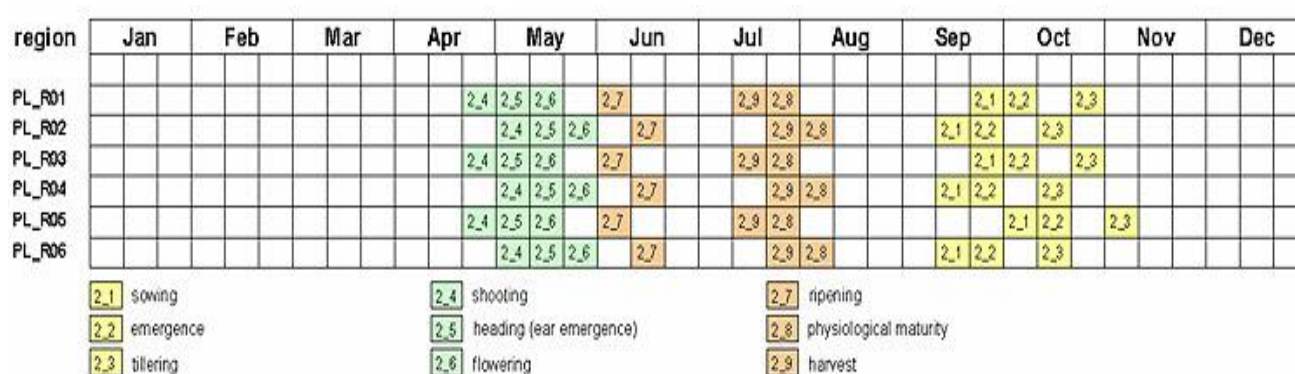 region Jan Feb Mar Apr May Jun Jul Aug Sep Oct Nov Dec
PL_R01 2_4 2_5 2_6 2_7 2_9 2_8 2_1 2_2 2_3
PL_R02 2_4 2_5 2_6 2_7 2_9 2_8 2_1 2_2 2_3
PL_R03 2_4 2_5 2_6 2_7 2_9 2_8 2_1 2_2 2_3
PL_R04 2_4 2_5 2_6 2_7 2_9 2_8 2_1 2_2 2_3
PL_R05 2_4 2_5 2_6 2_7 2_9 2_8 2_1 2_2 2_3
PL_R06 2_4 2_5 2_6 2_7 2_9 2_8 2_1 2_2 2_3
2_1 sowing 2_4 shooting 2_7 ripening
2_2 emergence 2_5 heading (ear emergence) 2_8 physiological maturity
2_3 tillering 2_6 flowering 2_9 harvest